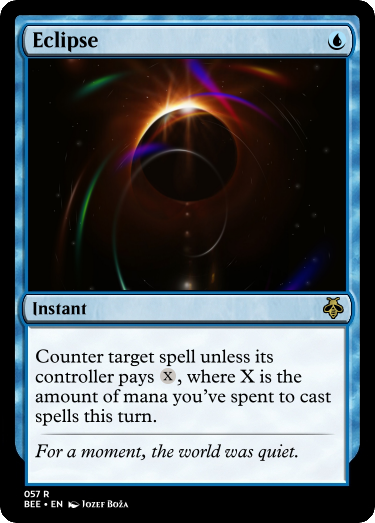 Eclipse
Instant
Counter target spell unless its
controller pays X, where X is the
amount of mana you've spent to cast
spells this turn.
For a moment, the world was quiet.
057 R
BEE • EN Jozef Boža